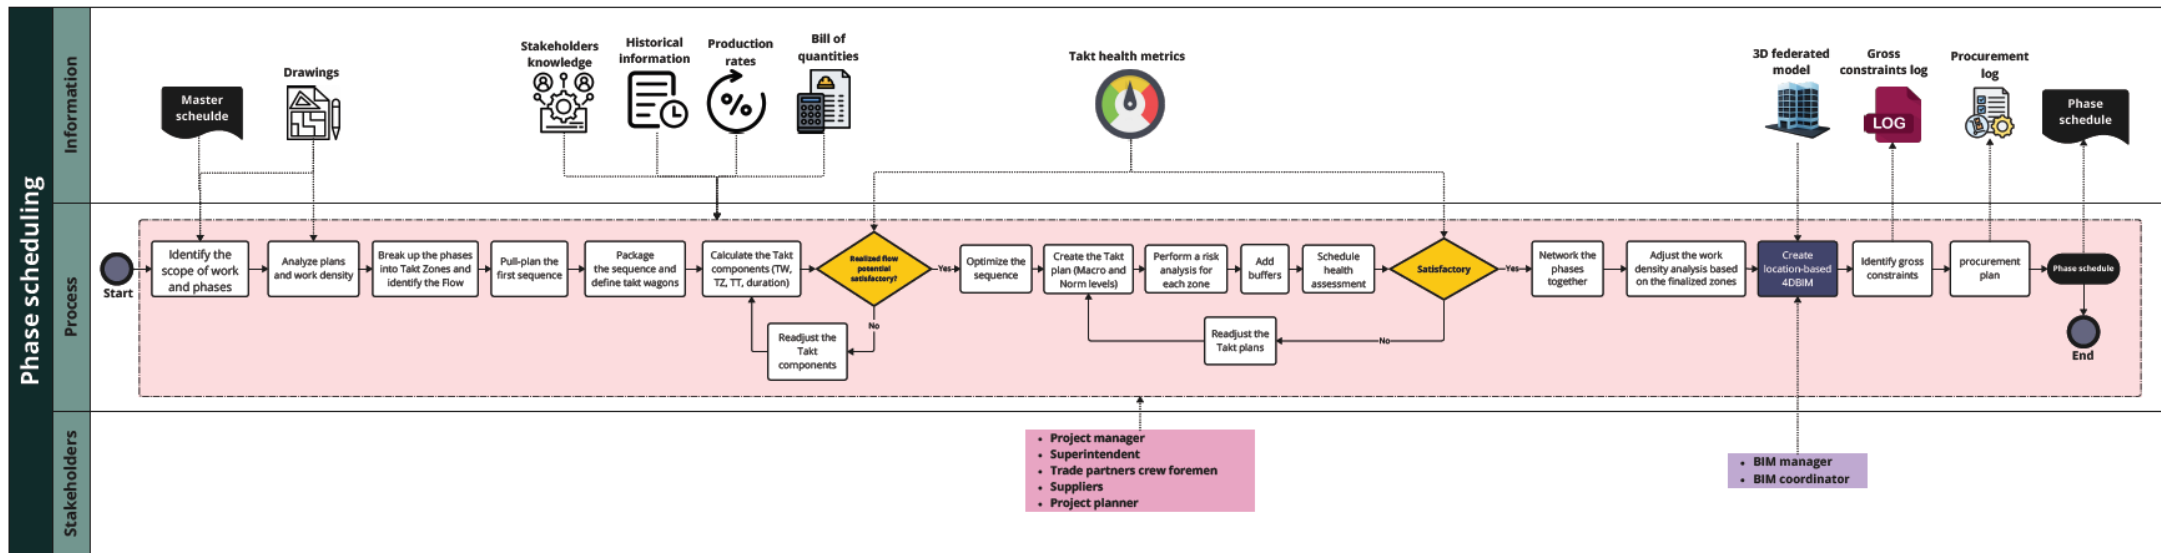 Phase scheduling
Information
Process
Stakeholders
Master
scheulde
Drawings
Stakeholders
knowledge
Historical
information
Production
rates
Bill of
quantities
Takt health metrics
3D federated
model
Gross
constraints log
LOG
Procurement
log
Phase
schedule
Start
Identify the
scope of work
and phases
Analyze plans
and work density
Break up the phases
into Takt Zones and
identify the Flow
Pull-plan the
first sequence
Package
the sequence and
define takt wagons
Calculate the Takt
components (TW,
TZ, TT, duration)
Realized flow
potential
satisfactory?
Yes
No
Readjust the
Takt
components
Optimize the
sequence
Create the Takt
plan (Macro and
Norm levels)
Perform a risk
analysis for
each zone
Add
buffers
Schedule
health
assessment
Satisfactory
Yes
No
Readjust the
Takt plans
Network the
phases
together
Adjust the work
density analysis based
on the finalized zones
Create
location-based
4DBIM
Identify gross
constraints
procurement
plan
Phase schedule
End
• Project manager
• Superintendent
• Trade partners crew foremen
• Suppliers
• Project planner
• BIM manager
• BIM coordinator